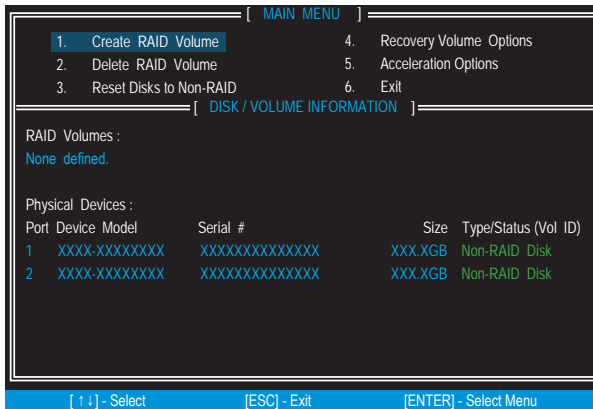 [ MAIN MENU ]
1. Create RAID Volume
2. Delete RAID Volume
3. Reset Disks to Non-RAID
4. Recovery Volume Options
5. Acceleration Options
6. Exit
[ DISK / VOLUME INFORMATION ]
RAID Volumes :
None defined.
Physical Devices :
Port Device Model Serial # Size Type/Status (Vol ID)
1 XXXX-XXXXXXXX XXXXXXXXXXXXXX XXX.XGB Non-RAID Disk
2 XXXX-XXXXXXXX XXXXXXXXXXXXXX XXX.XGB Non-RAID Disk
[ ↑↓] - Select [ESC] - Exit [ENTER] - Select Menu